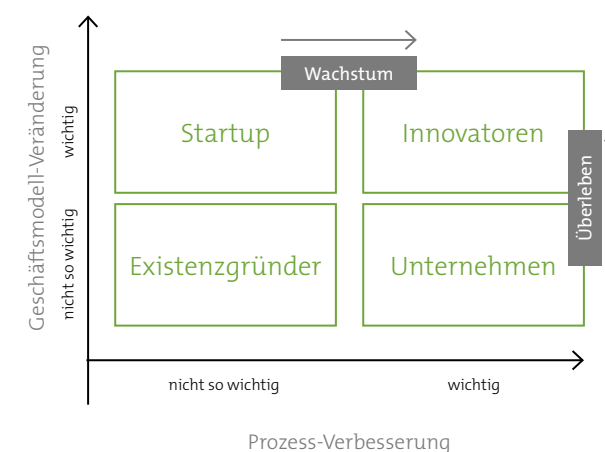 Geschäftsmodell-Veränderung
wichtig
nicht so wichtig
Wachstum
Startup
Innovatoren
Überleben
Existenzgründer
Unternehmen
nicht so wichtig
wichtig
Prozess-Verbesserung